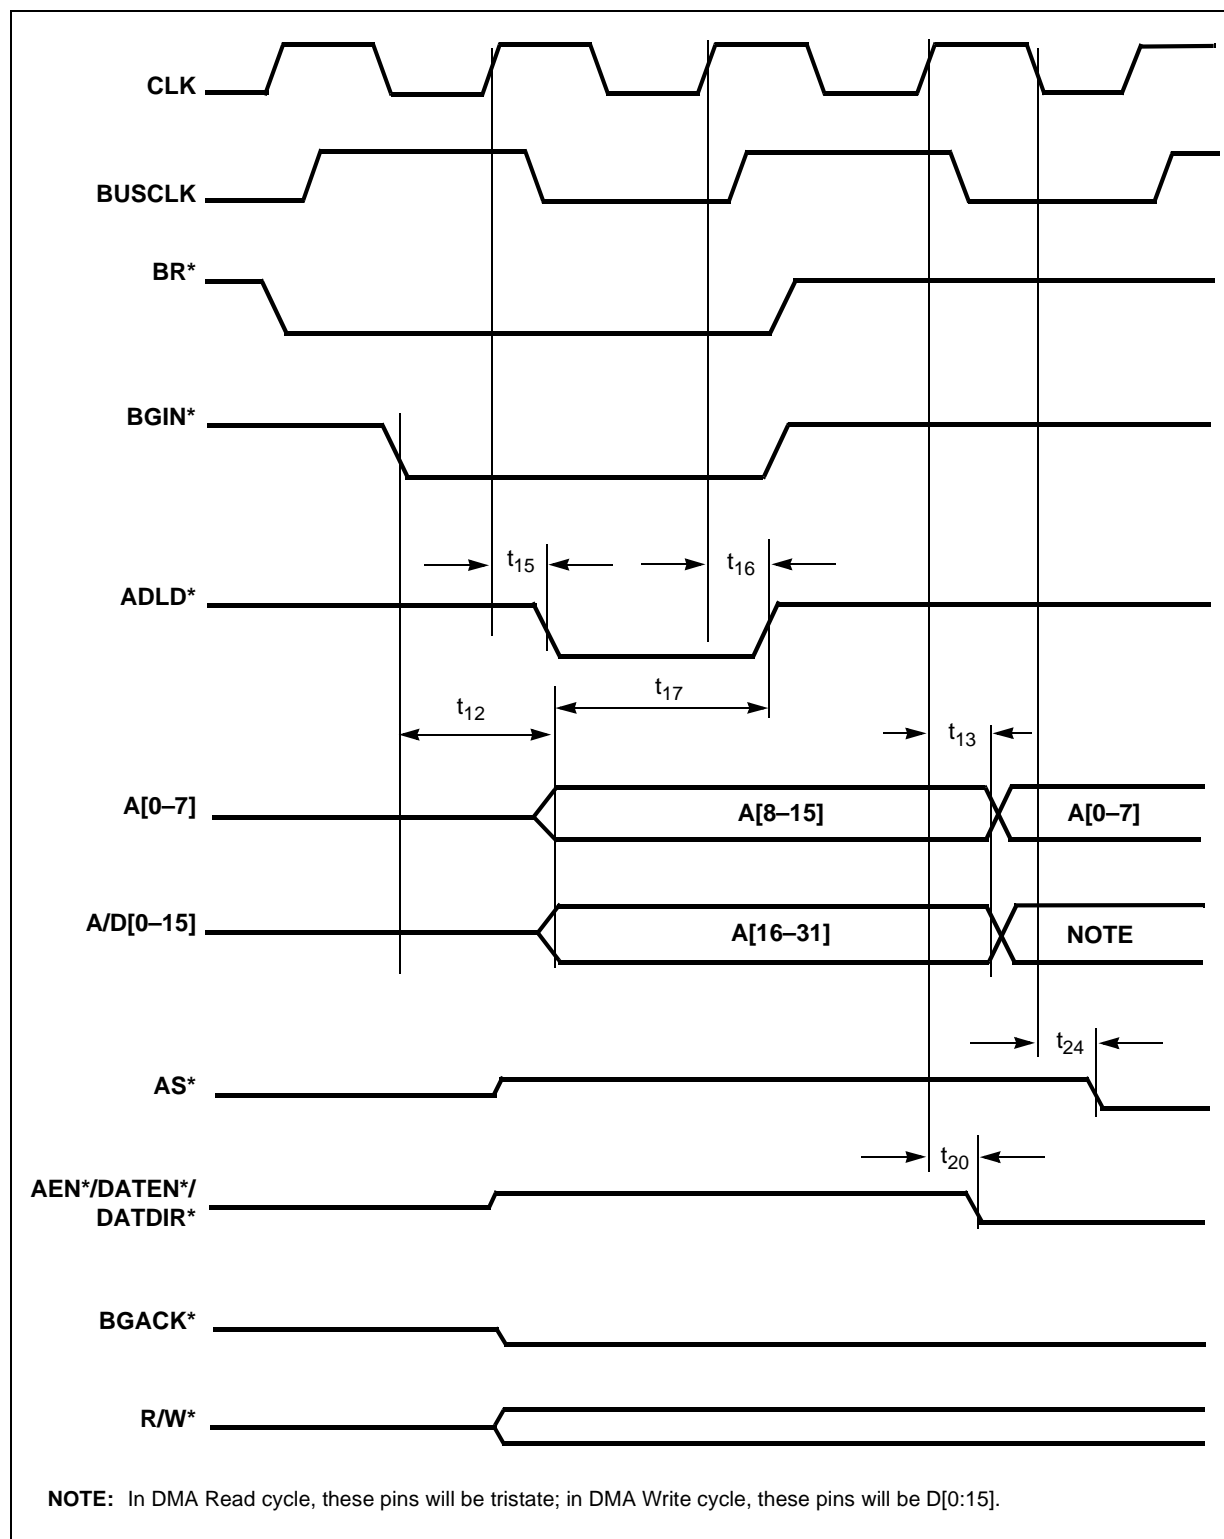 CLK
BUSCLK
BR*
BGIN*
t15
t16
ADLD*
t17
t12
t13
A[0–7]
A[8–15]
A[0–7]
A/D[0–15]
A[16–31]
NOTE
t24
AS*
t20
AEN*/DATEN*/
DATDIR*
BGACK*
R/W*
NOTE: In DMA Read cycle, these pins will be tristate; in DMA Write cycle, these pins will be D[0:15].